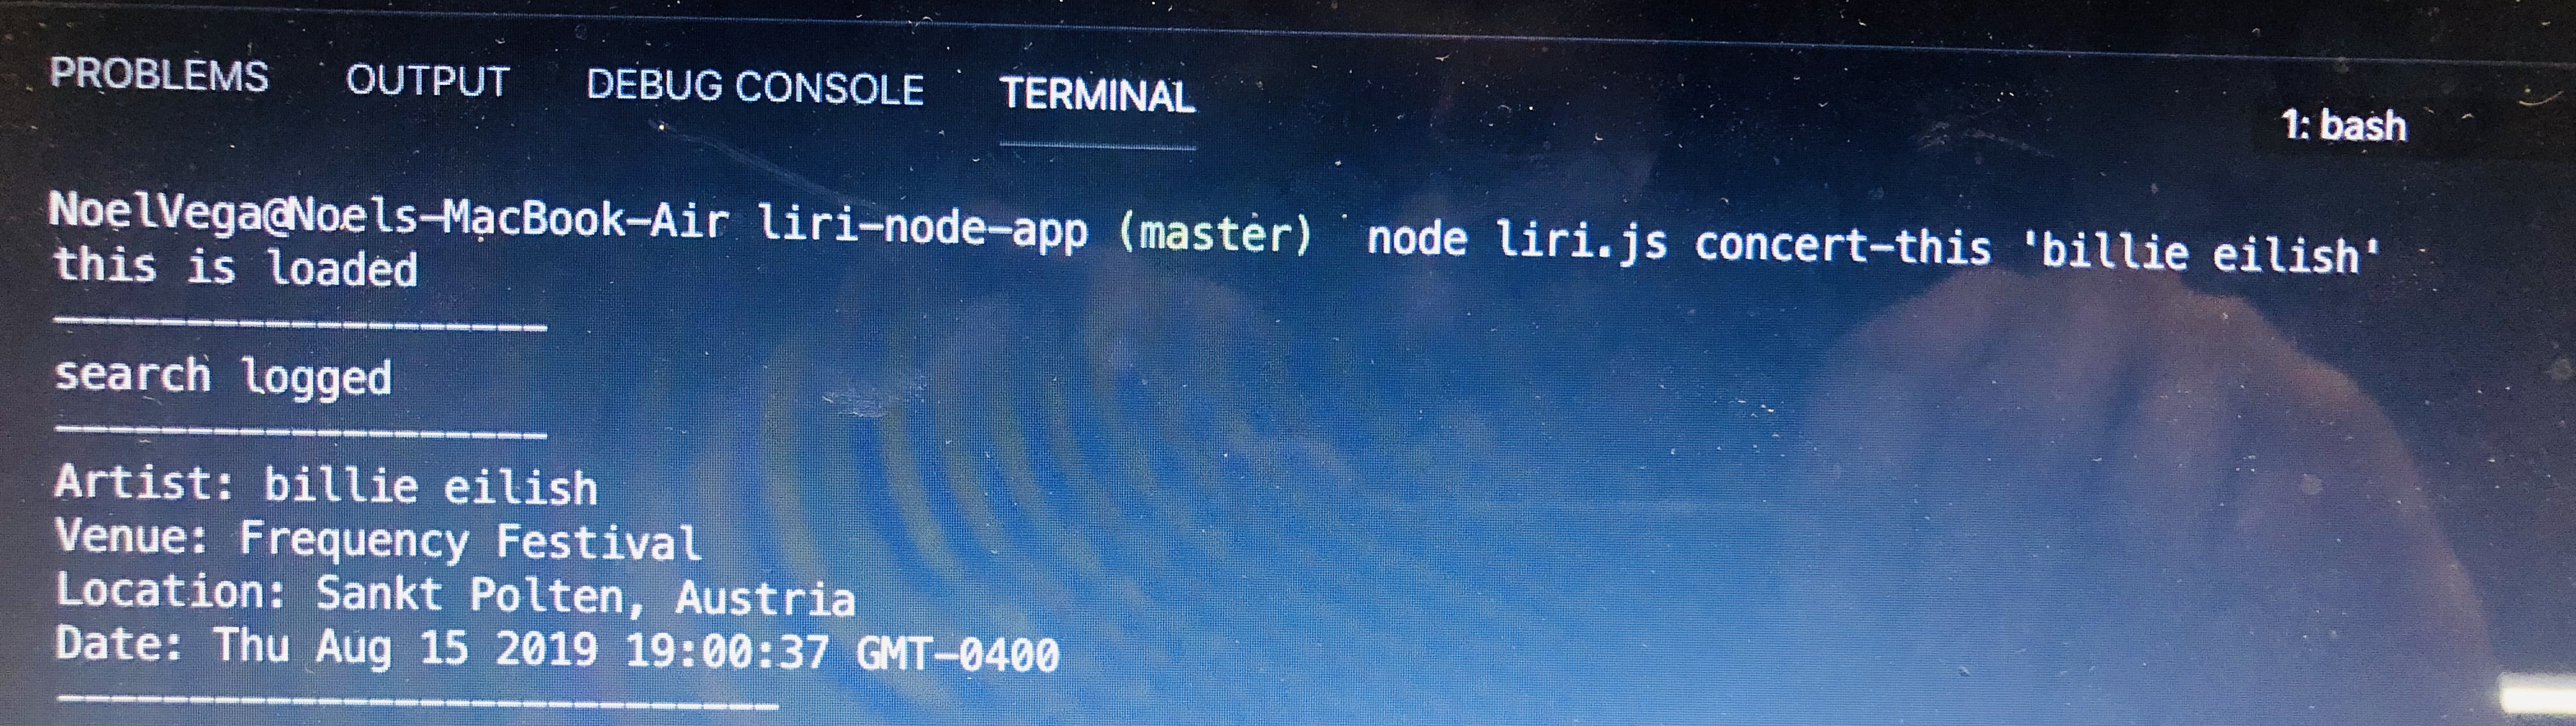 PROBLEMS OUTPUT DEBUG CONSOLE TERMINAL 1: bash
NoelVega@Noels-MacBook-Air liri-node-app (master) node liri.js concert-this 'billie eilish'
this is loaded
--------------------
search logged
--------------------
Artist: billie eilish
Venue: Frequency Festival
Location: Sankt Polten, Austria
Date: Thu Aug 15 2019 19:00:37 GMT-0400
-----------------------------